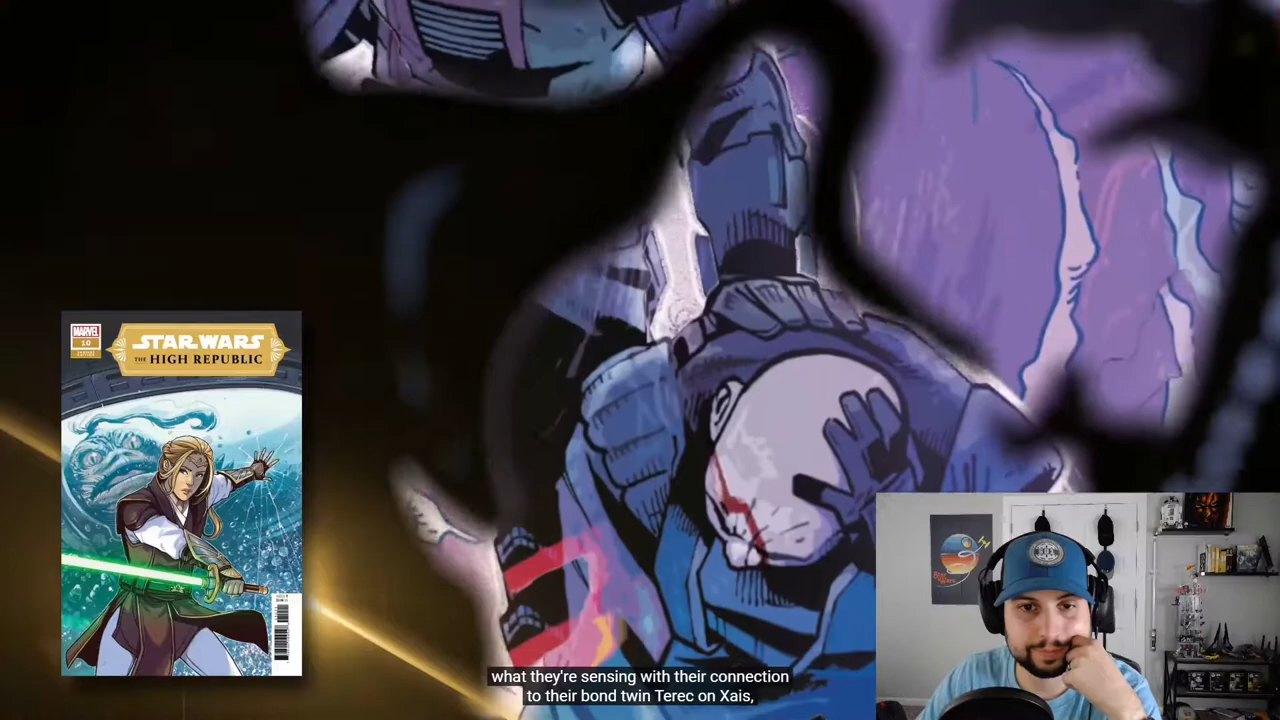 MARVEL
10
STAR WARS
THE HIGH REPUBLIC
what they're sensing with their connection
to their bond twin Terec on Xais,